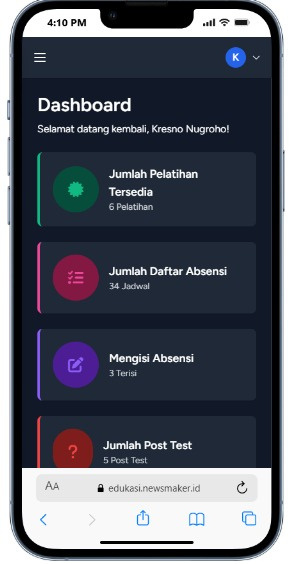 4:10 PM
K
Dashboard
Selamat datang kembali, Kresno Nugroho!
Jumlah Pelatihan
Tersedia
6 Pelatihan
Jumlah Daftar Absensi
34 Jadwal
Mengisi Absensi
3 Terisi
?
Jumlah Post Test
5 Post Test
AA
edukasi.newsmaker.id